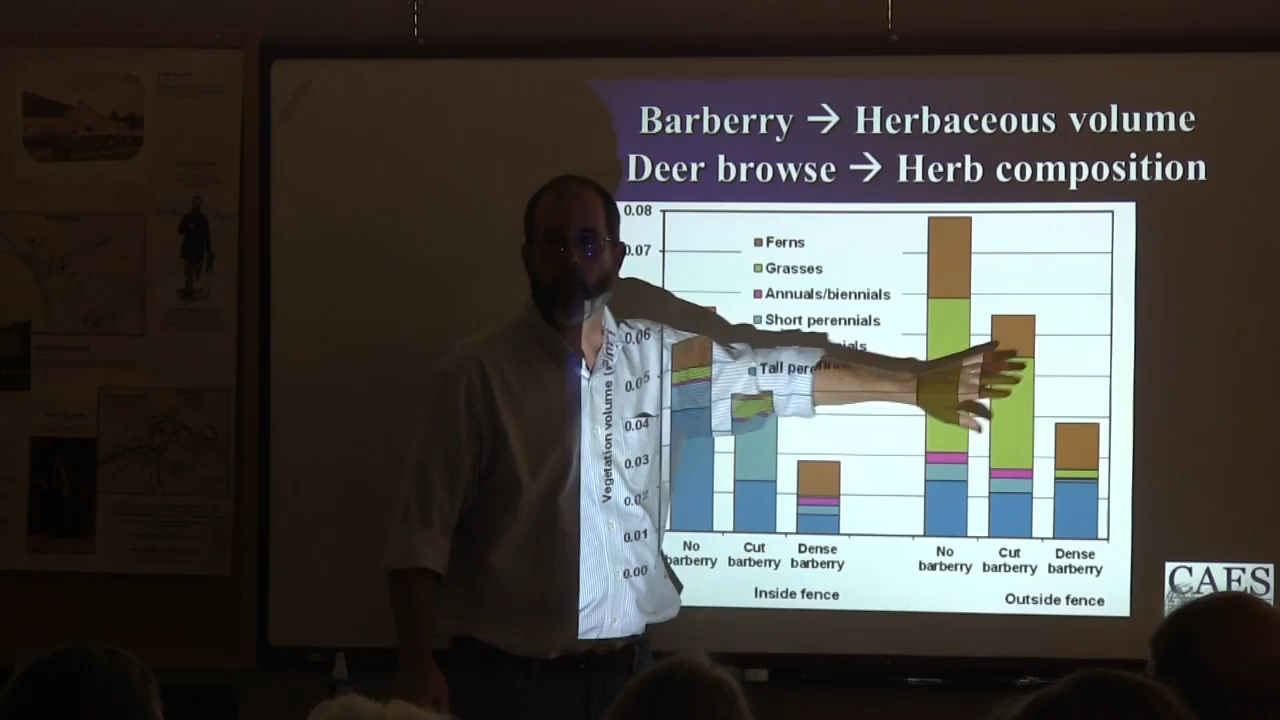 Barberry → Herbaceous volume
Deer browse → Herb composition
0.08
0.07
0.06
0.05
0.04
0.03
0.02
0.01
0.00
Vegetation volume
Ferns
Grasses
Annuals/biennials
Short perennials
Tall
No barberry
Cut barberry
Dense barberry
No barberry
Cut barberry
Dense barberry
Inside fence
Outside fence
CAES